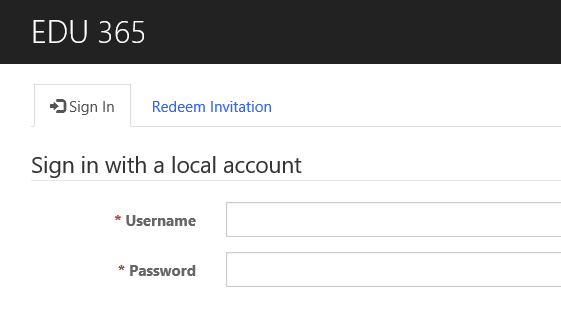 EDU 365
Sign In Redeem Invitation
Sign in with a local account
* Username
* Password